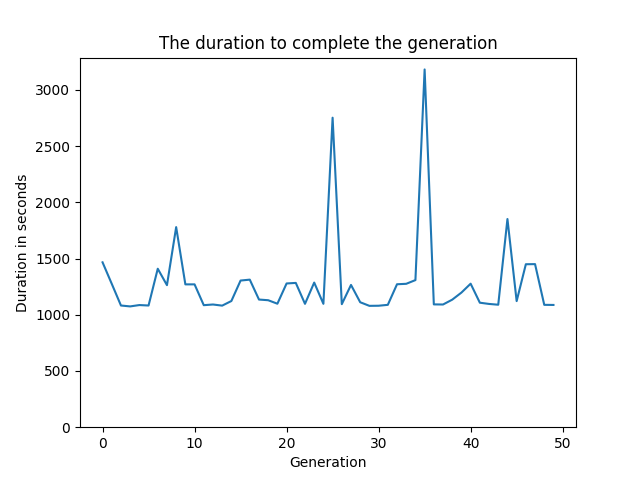 The duration to complete the generation
Duration in seconds
3000
2500
2000
1500
1000
500
0
0 10 20 30 40 50
Generation